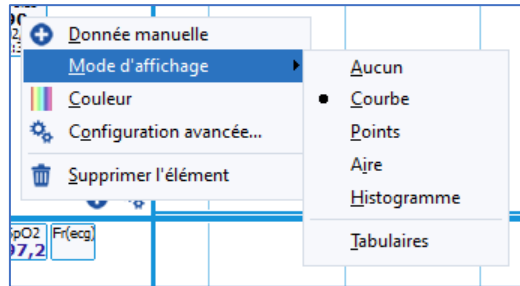 90
Donnée manuelle
Mode d'affichage
Couleur
Configuration avancée...
Supprimer l'élément
Aucun
Courbe
Points
Aire
Histogramme
Tabulaires
SpO2 Fr(ecg)
97,2